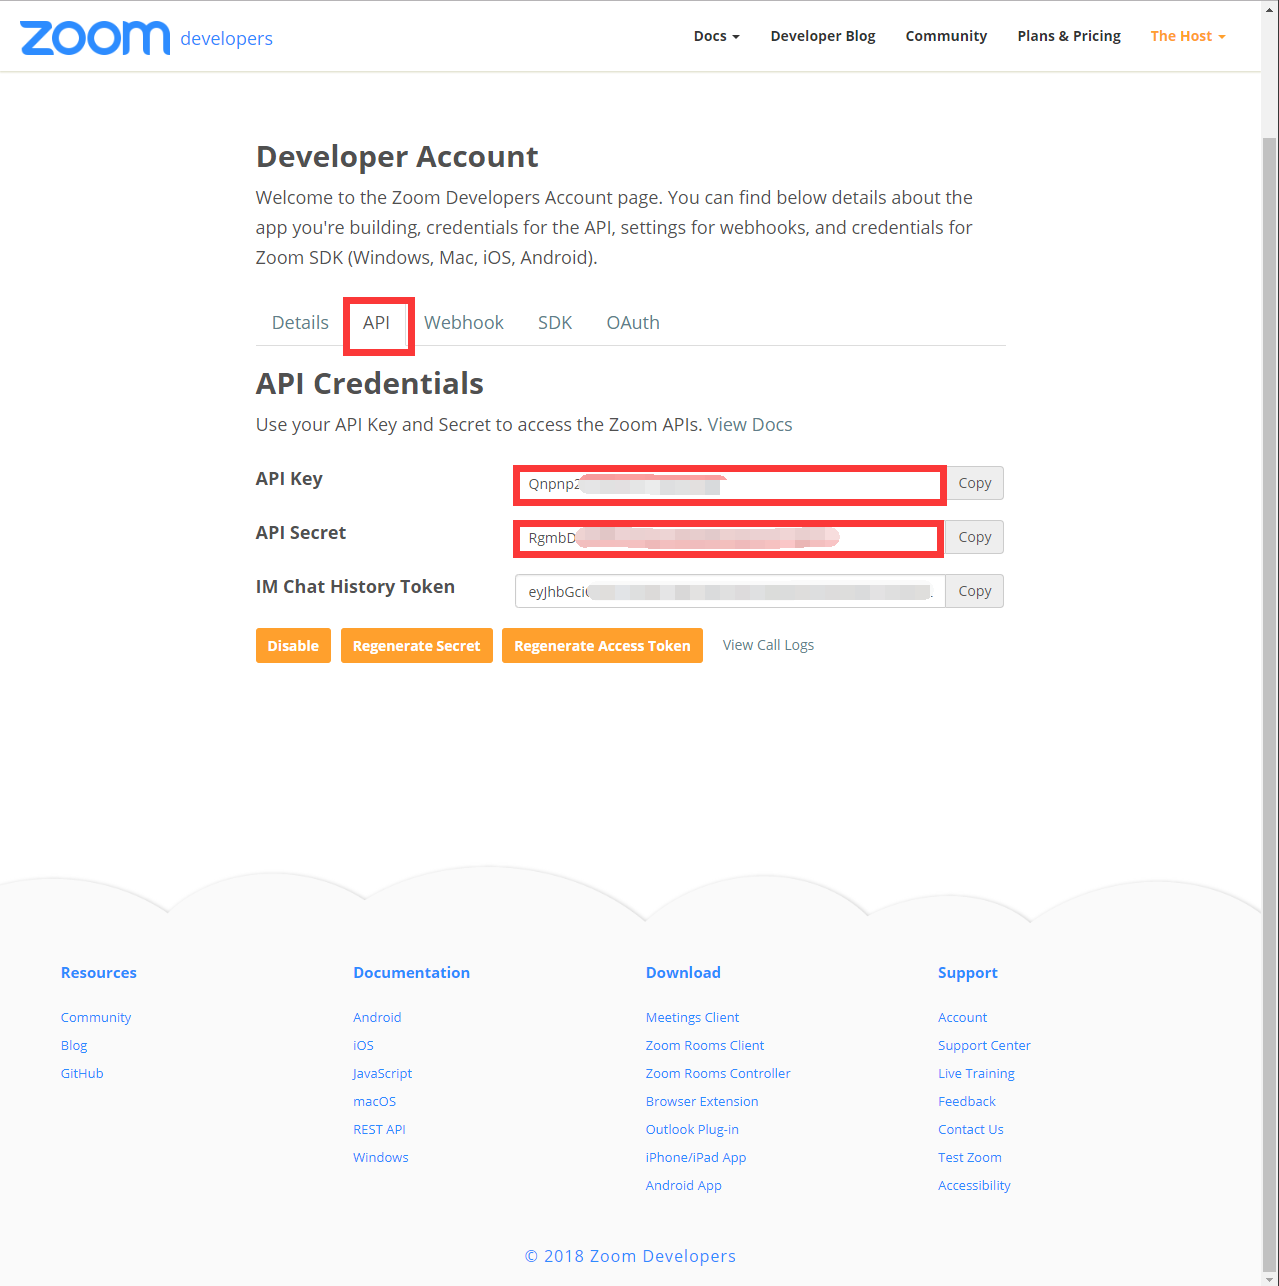 zoom developers
Docs Developer Blog Community Plans & Pricing The Host
Developer Account
Welcome to the Zoom Developers Account page. You can find below details about the
app you're building, credentials for the API, settings for webhooks, and credentials for
Zoom SDK (Windows, Mac, iOS, Android).
Details API Webhook SDK OAuth
API Credentials
Use your API Key and Secret to access the Zoom APIs. View Docs
API Key Qnpnp2 Copy
API Secret RgmbD Copy
IM Chat History Token eyJhbGci Copy
Disable Regenerate Secret Regenerate Access Token View Call Logs
Resources
Community
Blog
GitHub
Documentation
Android
iOS
JavaScript
macOS
REST API
Windows
Download
Meetings Client
Zoom Rooms Client
Zoom Rooms Controller
Browser Extension
Outlook Plug-in
iPhone/iPad App
Android App
Support
Account
Support Center
Live Training
Feedback
Contact Us
Test Zoom
Accessibility
© 2018 Zoom Developers